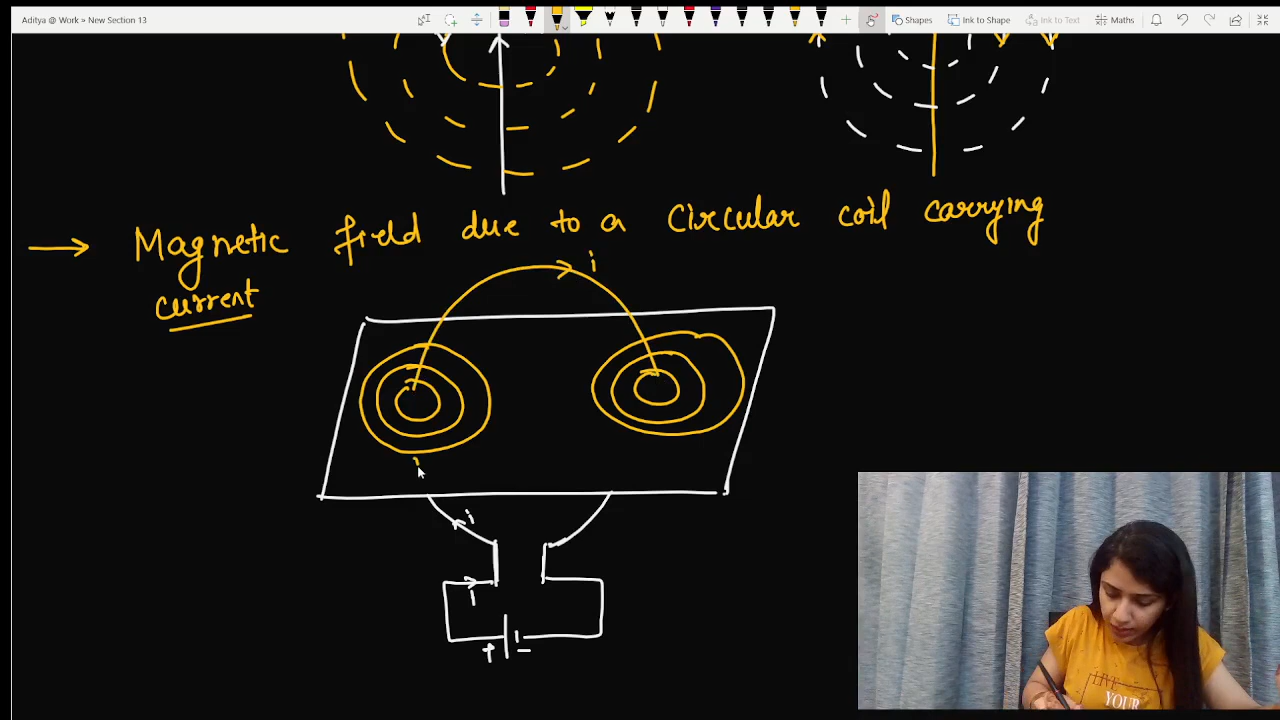 Aditya @ Work » New Section 13
Shapes
Ink to Shape
Ink to Text
Maths
→ Magnetic field due to a Circular coil carrying
current
i
i
i
i
+ -
LIVE
YOUR